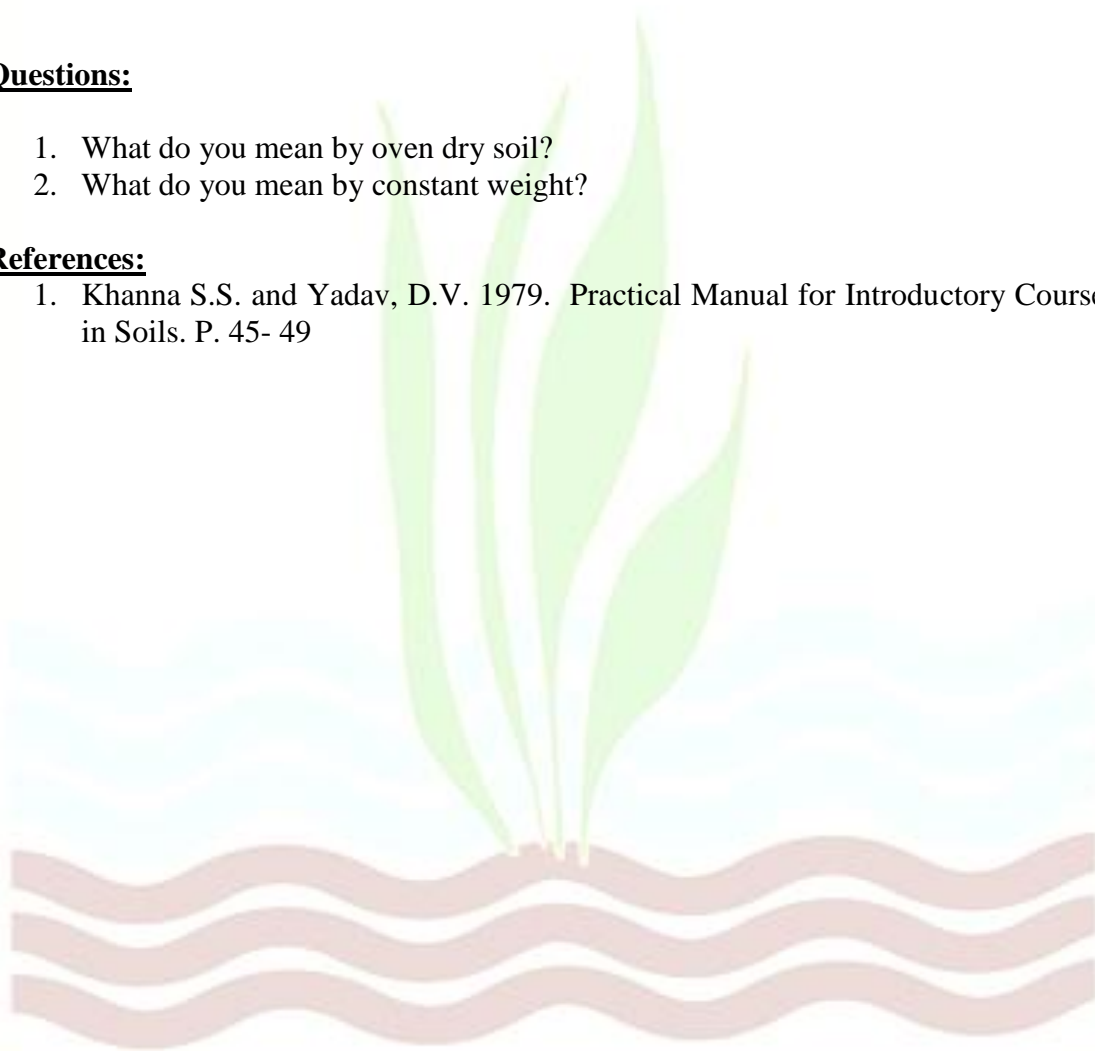 Questions:
1. What do you mean by oven dry soil?
2. What do you mean by constant weight?
References:
1. Khanna S.S. and Yadav, D.V. 1979. Practical Manual for Introductory Course
in Soils. P. 45- 49